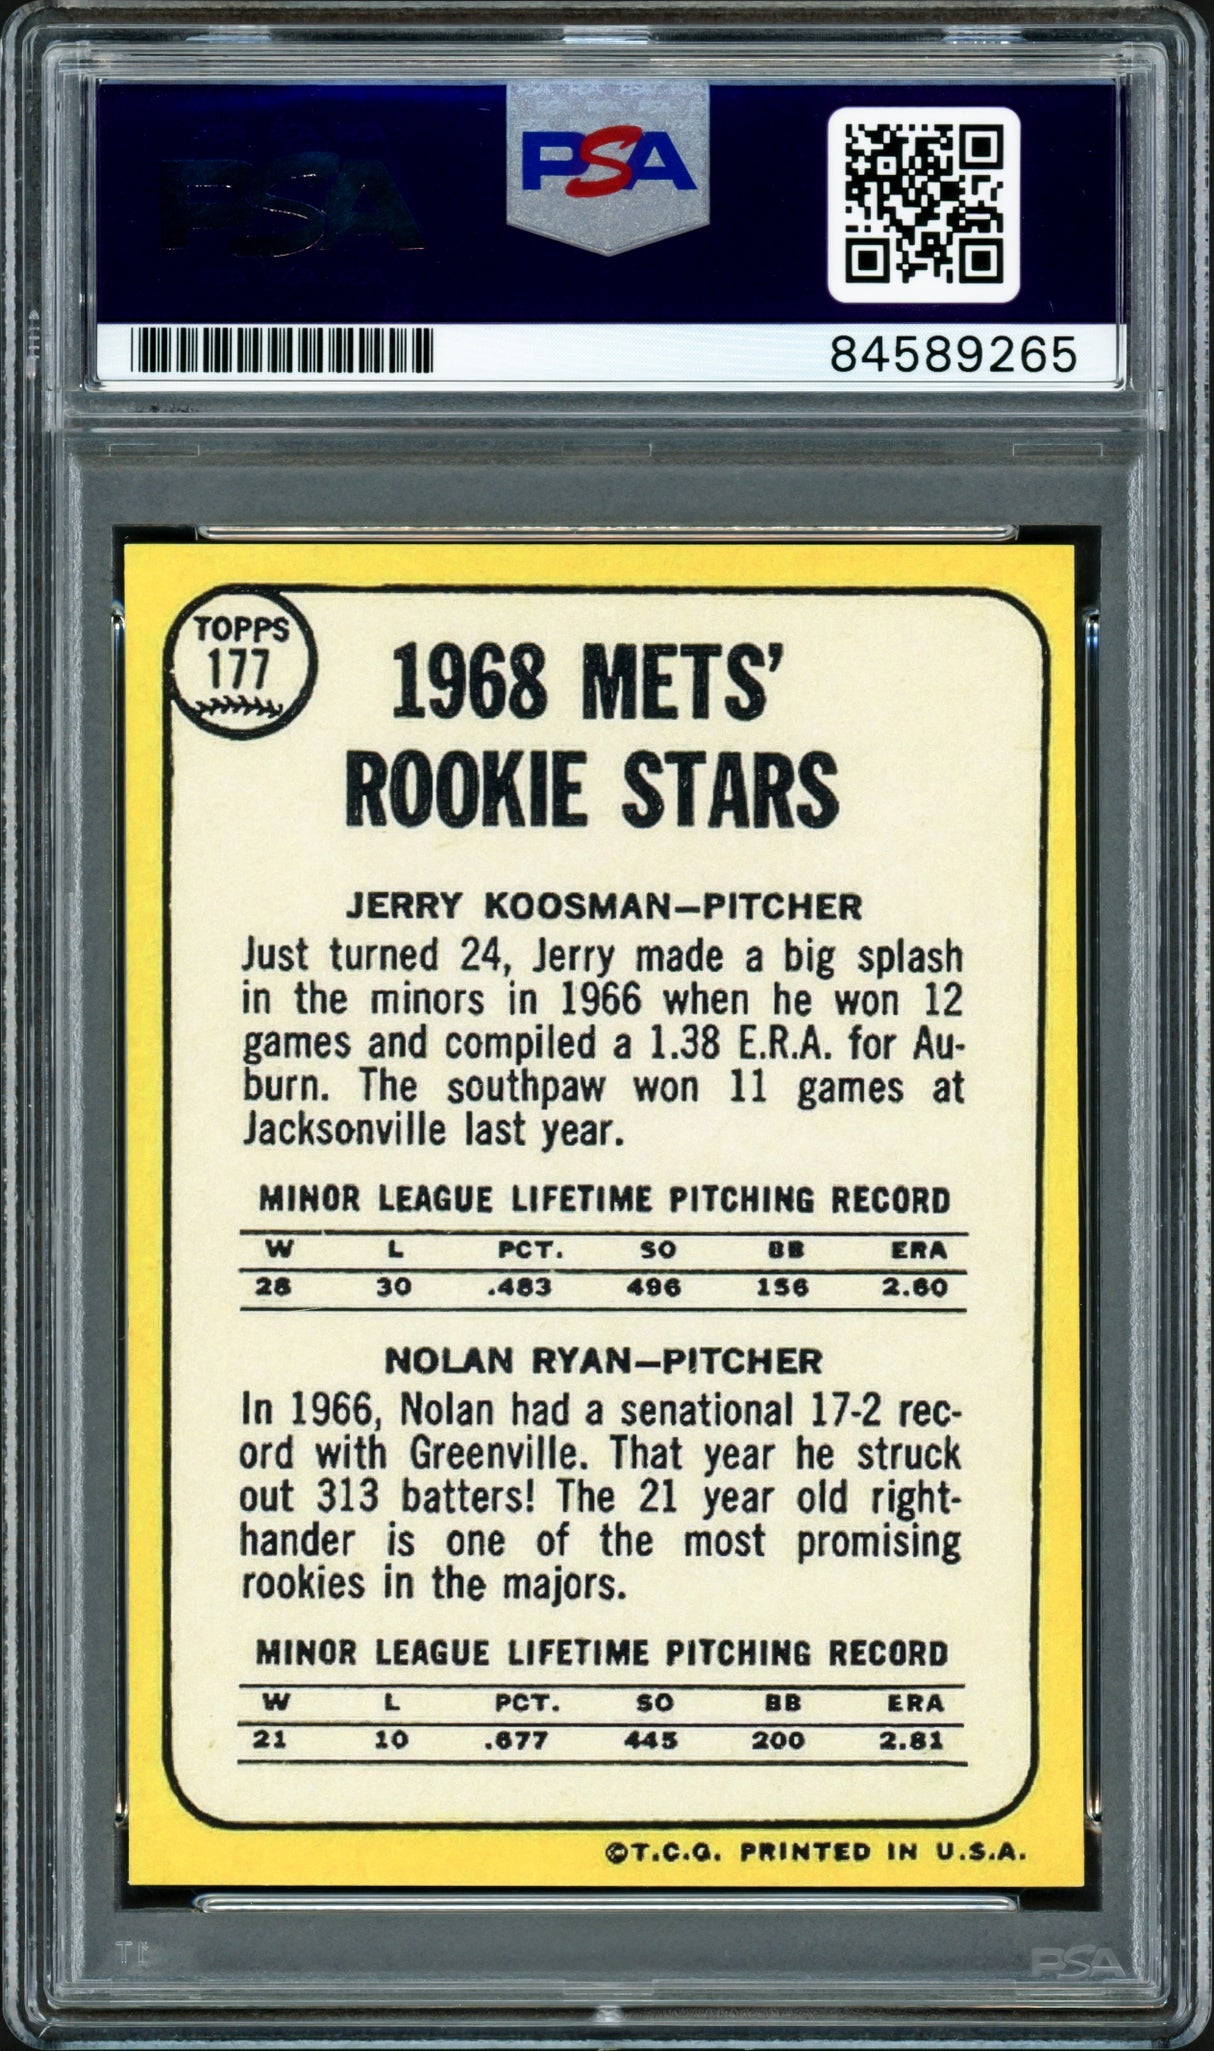 PSA
PSA
84589265
TOPPS
177
1968 METS'
ROOKIE STARS
JERRY KOOSMAN—PITCHER
Just turned 24, Jerry made a big splash
in the minors in 1966 when he won 12
games and compiled a 1.38 E.R.A. for Au-
burn. The southpaw won 11 games at
Jacksonville last year.
MINOR LEAGUE LIFETIME PITCHING RECORD
W L PCT. SO BB ERA
28 30 .483 496 156 2.60
NOLAN RYAN—PITCHER
In 1966, Nolan had a senational 17-2 rec-
ord with Greenville. That year he struck
out 313 batters! The 21 year old right-
hander is one of the most promising
rookies in the majors.
MINOR LEAGUE LIFETIME PITCHING RECORD
W L PCT. SO BB ERA
21 10 .677 445 200 2.81
©T.C.G. PRINTED IN U.S.A.
PSA